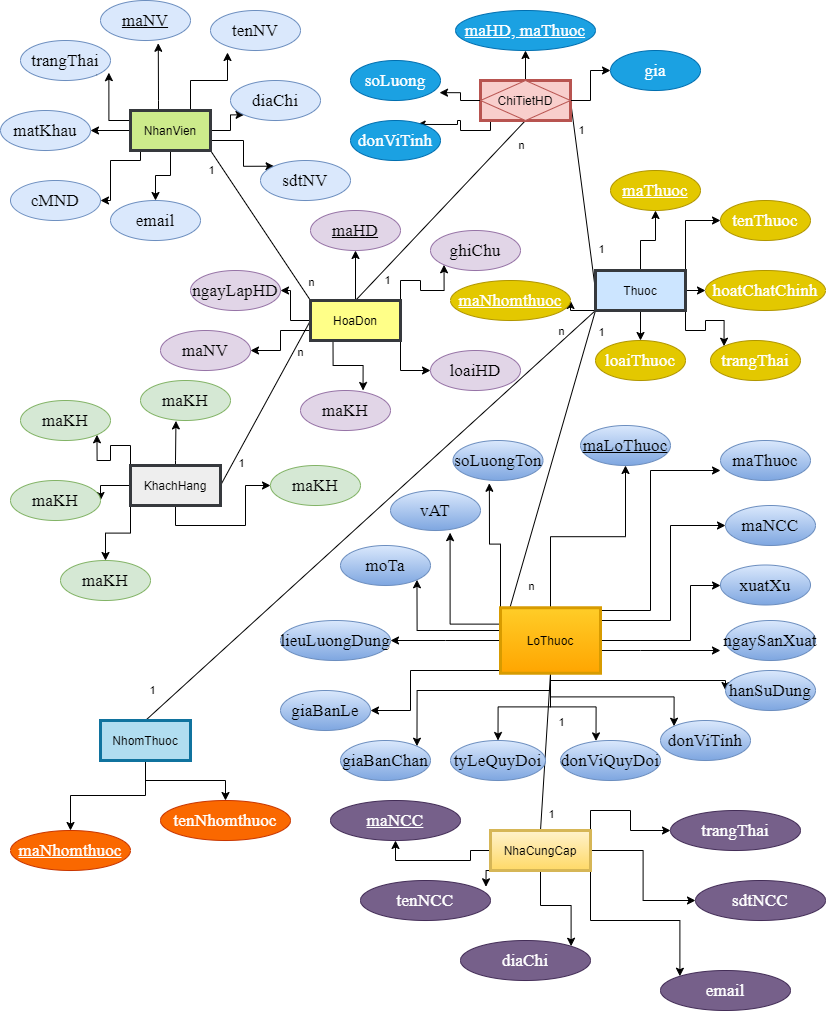 maNV
tenNV
trangThai
diaChi
matKhau
NhanVien
cMND
email
sdtNV
1
maHD, maThuoc
soLuong
gia
ChiTietHD
donViTinh
n
1
maThuoc
tenThuoc
hoatChatChinh
maNhomthuoc
Thuoc
loaiThuoc
trangThai
1
n
1
maHD
ghiChu
ngayLapHD
HoaDon
maNV
loaiHD
maKH
n
1
n
maKH
maKH
maKH
KhachHang
maKH
maKH
1
soLuongTon
maLoThuoc
maThuoc
vAT
maNCC
moTa
xuatXu
n
lieuLuongDung
LoThuoc
ngaySanXuat
giaBanLe
hanSuDung
giaBanChan
tyLeQuyDoi
donViQuyDoi
donViTinh
1
1
NhomThuoc
maNhomthuoc
tenNhomthuoc
1
maNCC
trangThai
NhaCungCap
tenNCC
sdtNCC
diaChi
email